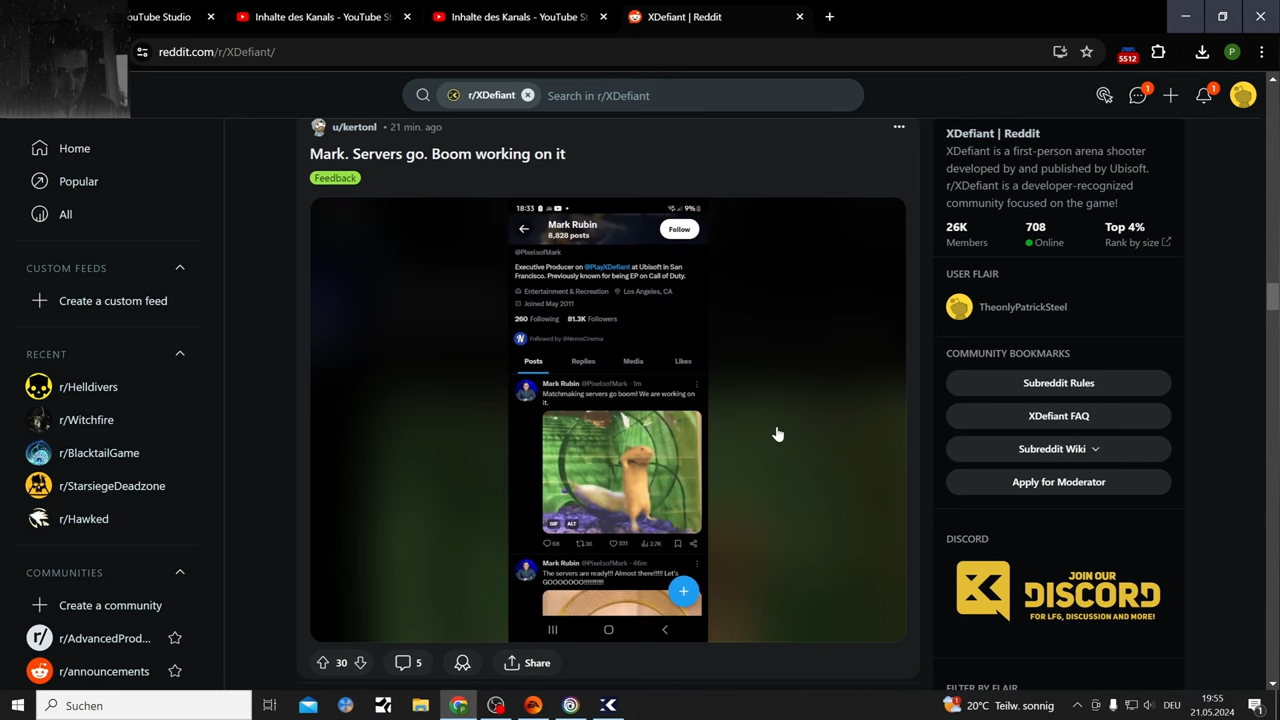 YouTube Studio
Inhalte des Kanals - YouTube St
Inhalte des Kanals - YouTube St
XDefiant | Reddit
reddit.com/r/XDefiant/
5512
P
r/XDefiant
Search in r/XDefiant
1
1
Home
Popular
All
CUSTOM FEEDS
Create a custom feed
RECENT
r/Helldivers
r/Witchfire
r/BlacktailGame
r/StarsiegeDeadzone
r/Hawked
COMMUNITIES
Create a community
r/AdvancedProd...
r/announcements
u/kertonl • 21 min. ago
Mark. Servers go. Boom working on it
Feedback
18:33
9%
Mark Rubin
8,828 posts
Follow
@PixelsofMark
Executive Producer on @PlayXDefiant at Ubisoft in San
Francisco. Previously known for being EP on Call of Duty.
Entertainment & Recreation
Los Angeles, CA
Joined May 2011
260 Following
81.3K Followers
Followed by @NerosCinema
Posts
Replies
Media
Likes
Mark Rubin @PixelsofMark · 1m
Matchmaking servers go boom! We are working on
it.
GIF
ALT
68
36
331
2.7K
Mark Rubin @PixelsofMark · 46m
The servers are ready!!! Almost there!!!!! Let's
30
5
Share
XDefiant | Reddit
XDefiant is a first-person arena shooter
developed by and published by Ubisoft.
r/XDefiant is a developer-recognized
community focused on the game!
26K
708
Top 4%
Members
Online
Rank by size
USER FLAIR
TheonlyPatrickSteel
COMMUNITY BOOKMARKS
Subreddit Rules
XDefiant FAQ
Subreddit Wiki
Apply for Moderator
DISCORD
JOIN OUR
DISCORD
FOR LFG, DISCUSSION AND MORE!
FILTER BY FLAIR
Suchen
20°C Teilw. sonnig
DEU
19:55
21.05.2024